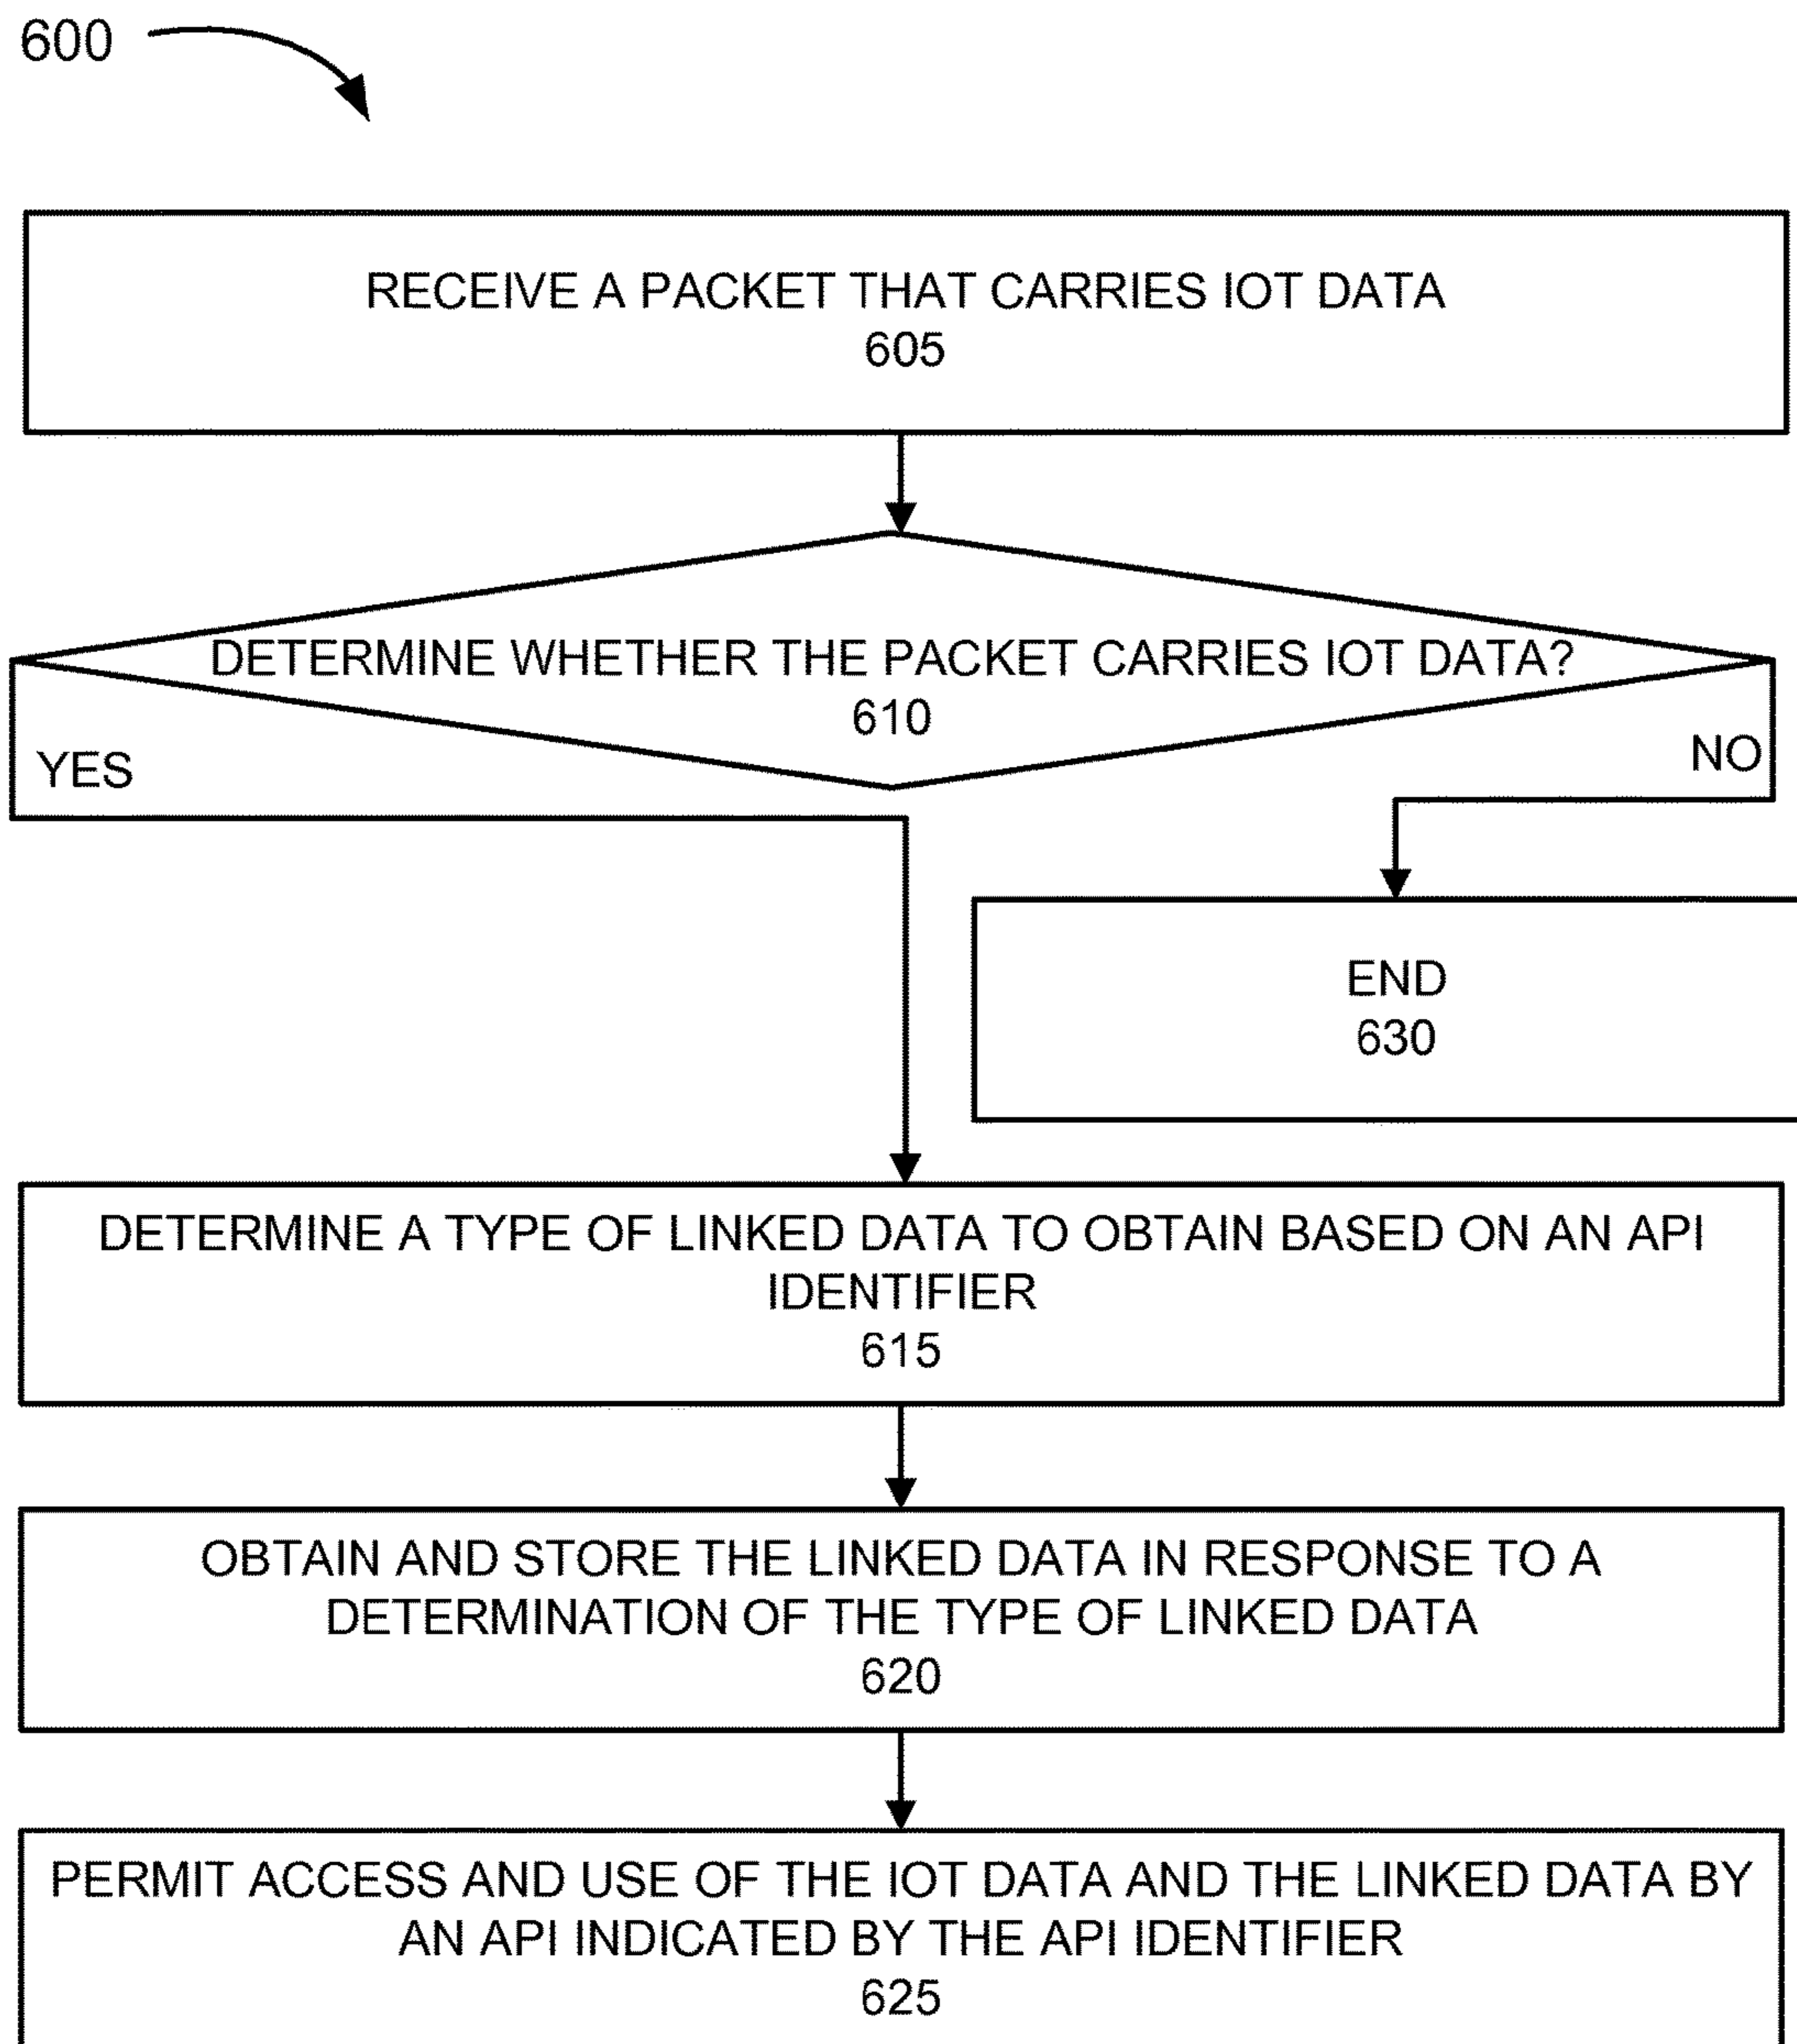 600
RECEIVE A PACKET THAT CARRIES IOT DATA
605
DETERMINE WHETHER THE PACKET CARRIES IOT DATA?
610
YES
NO
END
630
DETERMINE A TYPE OF LINKED DATA TO OBTAIN BASED ON AN API
IDENTIFIER
615
OBTAIN AND STORE THE LINKED DATA IN RESPONSE TO A
DETERMINATION OF THE TYPE OF LINKED DATA
620
PERMIT ACCESS AND USE OF THE IOT DATA AND THE LINKED DATA BY
AN API INDICATED BY THE API IDENTIFIER
625